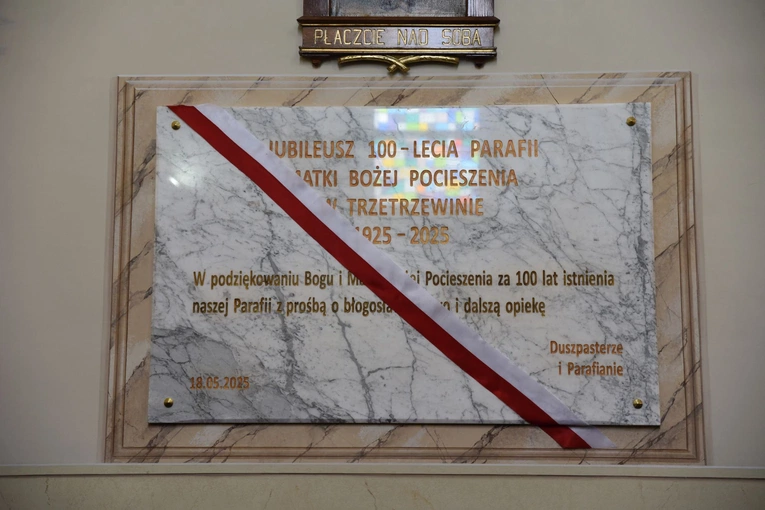 PŁACZCIE NAD SOBĄ
JUBILEUSZ 100-LECIA PARAFII
MATKI BOŻEJ POCIESZENIA
W TRZETRZEWINIE
1925-2025
W podziękowaniu Bogu i Pocieszenia za 100 lat istnienia
naszej Parafii z prośbą o i dalszą opiekę
Duszpasterze
i Parafianie
18.05.2025